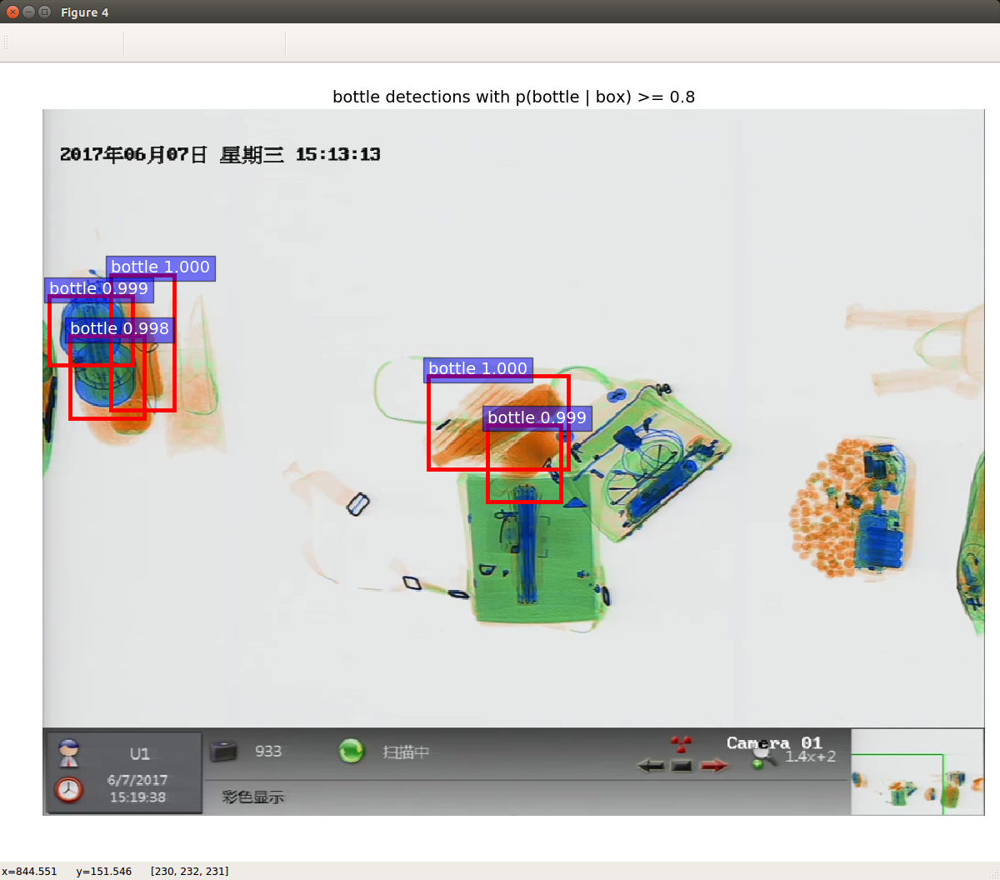 Figure 4
bottle detections with p(bottle | box) >= 0.8
2017年06月07日 星期三 15:13:13
bottle 1.000
bottle 0.999
bottle 0.998
bottle 1.000
bottle 0.999
Camera 01
U1
933
扫描中
1.4x+2
6/7/2017
15:19:38
彩色显示
x=844.551 y=151.546 [230, 232, 231]